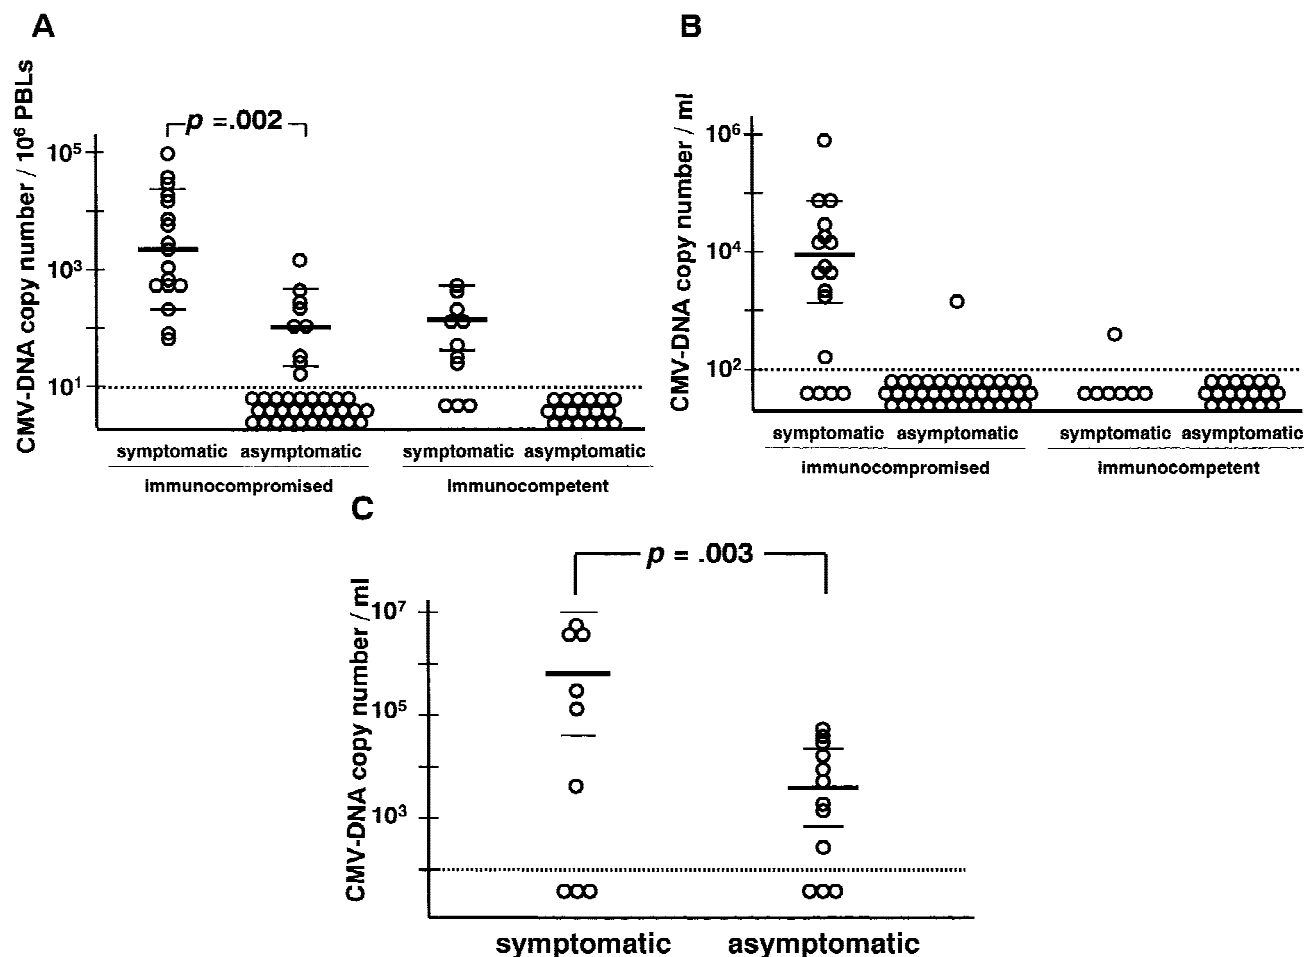 A
CMV-DNA copy number / 10⁶ PBLs
p =.002
10⁵
10³
10¹
symptomatic asymptomatic symptomatic asymptomatic
immunocompromised immunocompetent
B
CMV-DNA copy number / ml
10⁶
10⁴
10²
symptomatic asymptomatic symptomatic asymptomatic
immunocompromised immunocompetent
C
CMV-DNA copy number / ml
p = .003
10⁷
10⁵
10³
symptomatic asymptomatic